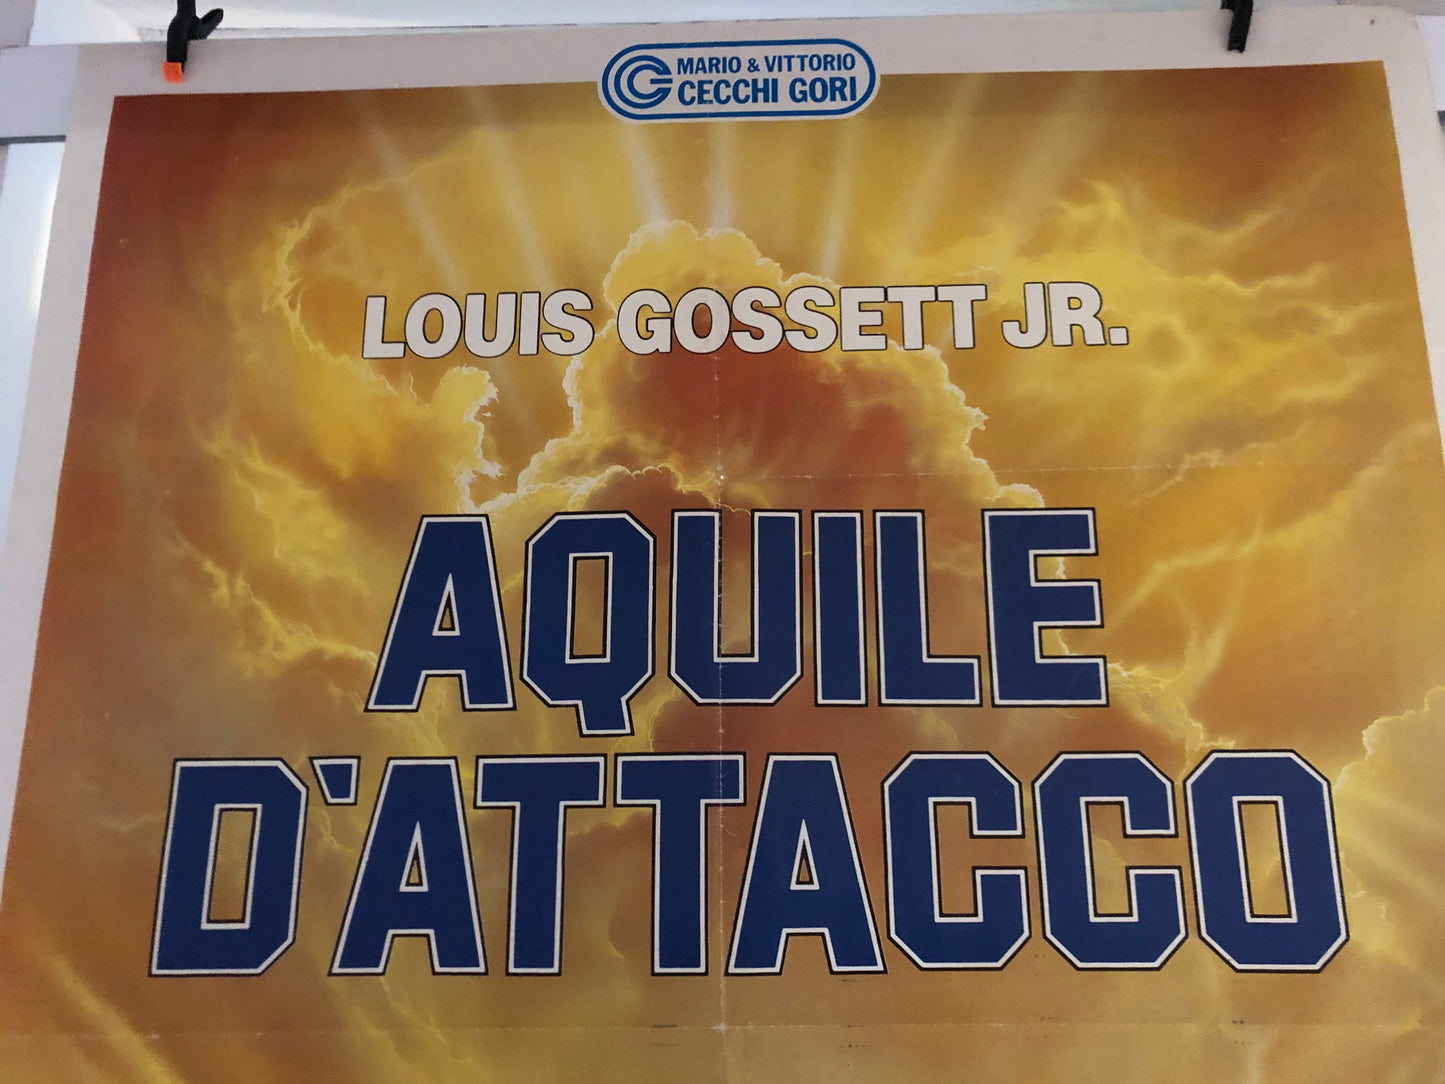 MARIO & VITTORIO
CECCHI GORI
LOUIS GOSSETT JR.
AQUILE
D'ATTACCO